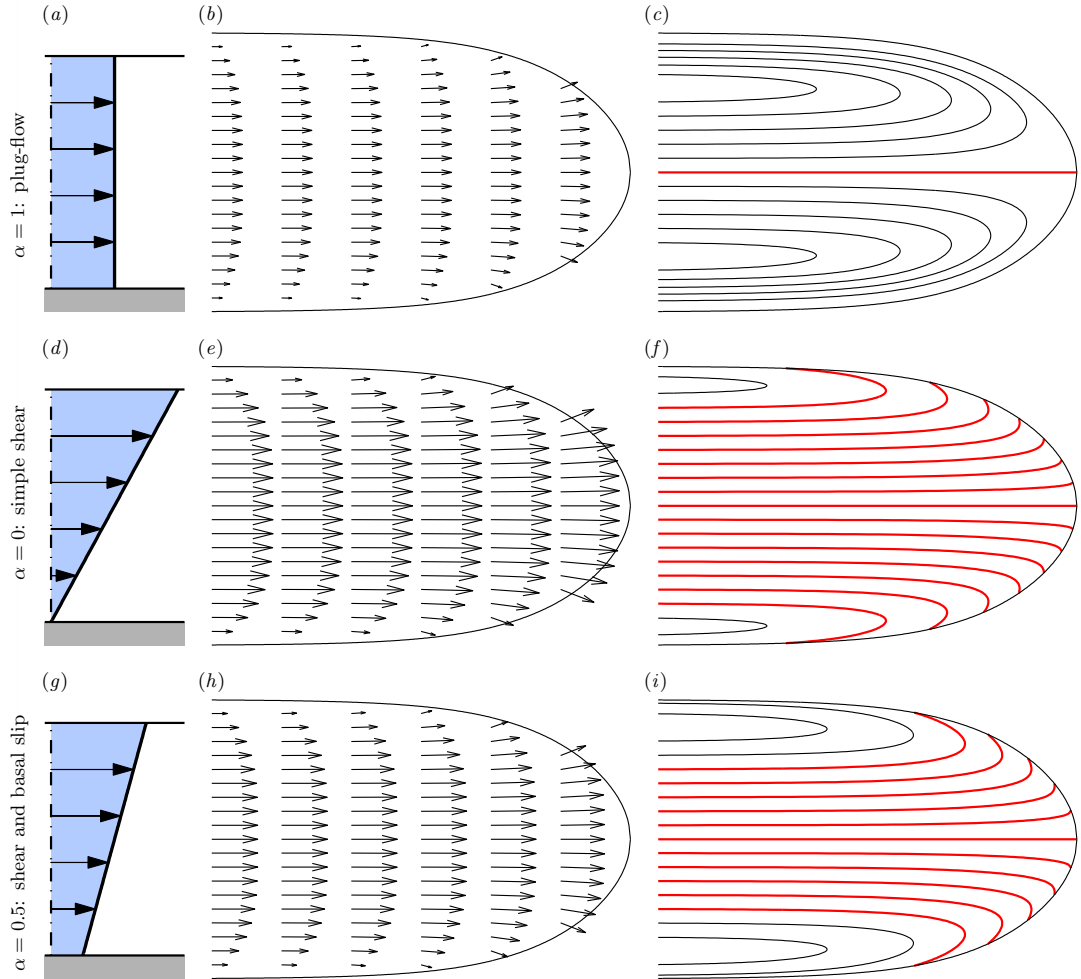 (a)
(b)
(c)
α = 1: plug-flow
(d)
(e)
(f)
α = 0: simple shear
(g)
(h)
(i)
α = 0.5: shear and basal slip